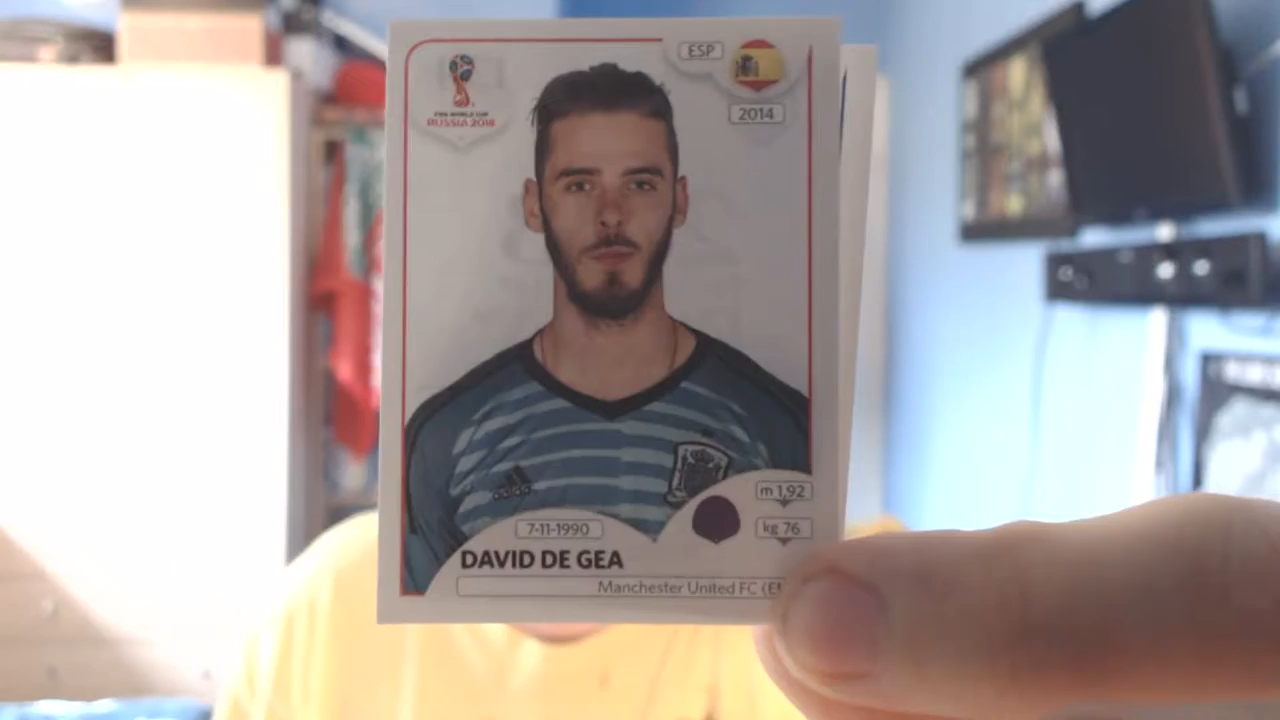 ESP
2014
FIFA WORLD CUP
RUSSIA 2018
adidas
m 1,92
kg 76
7-11-1990
DAVID DE GEA
Manchester United FC